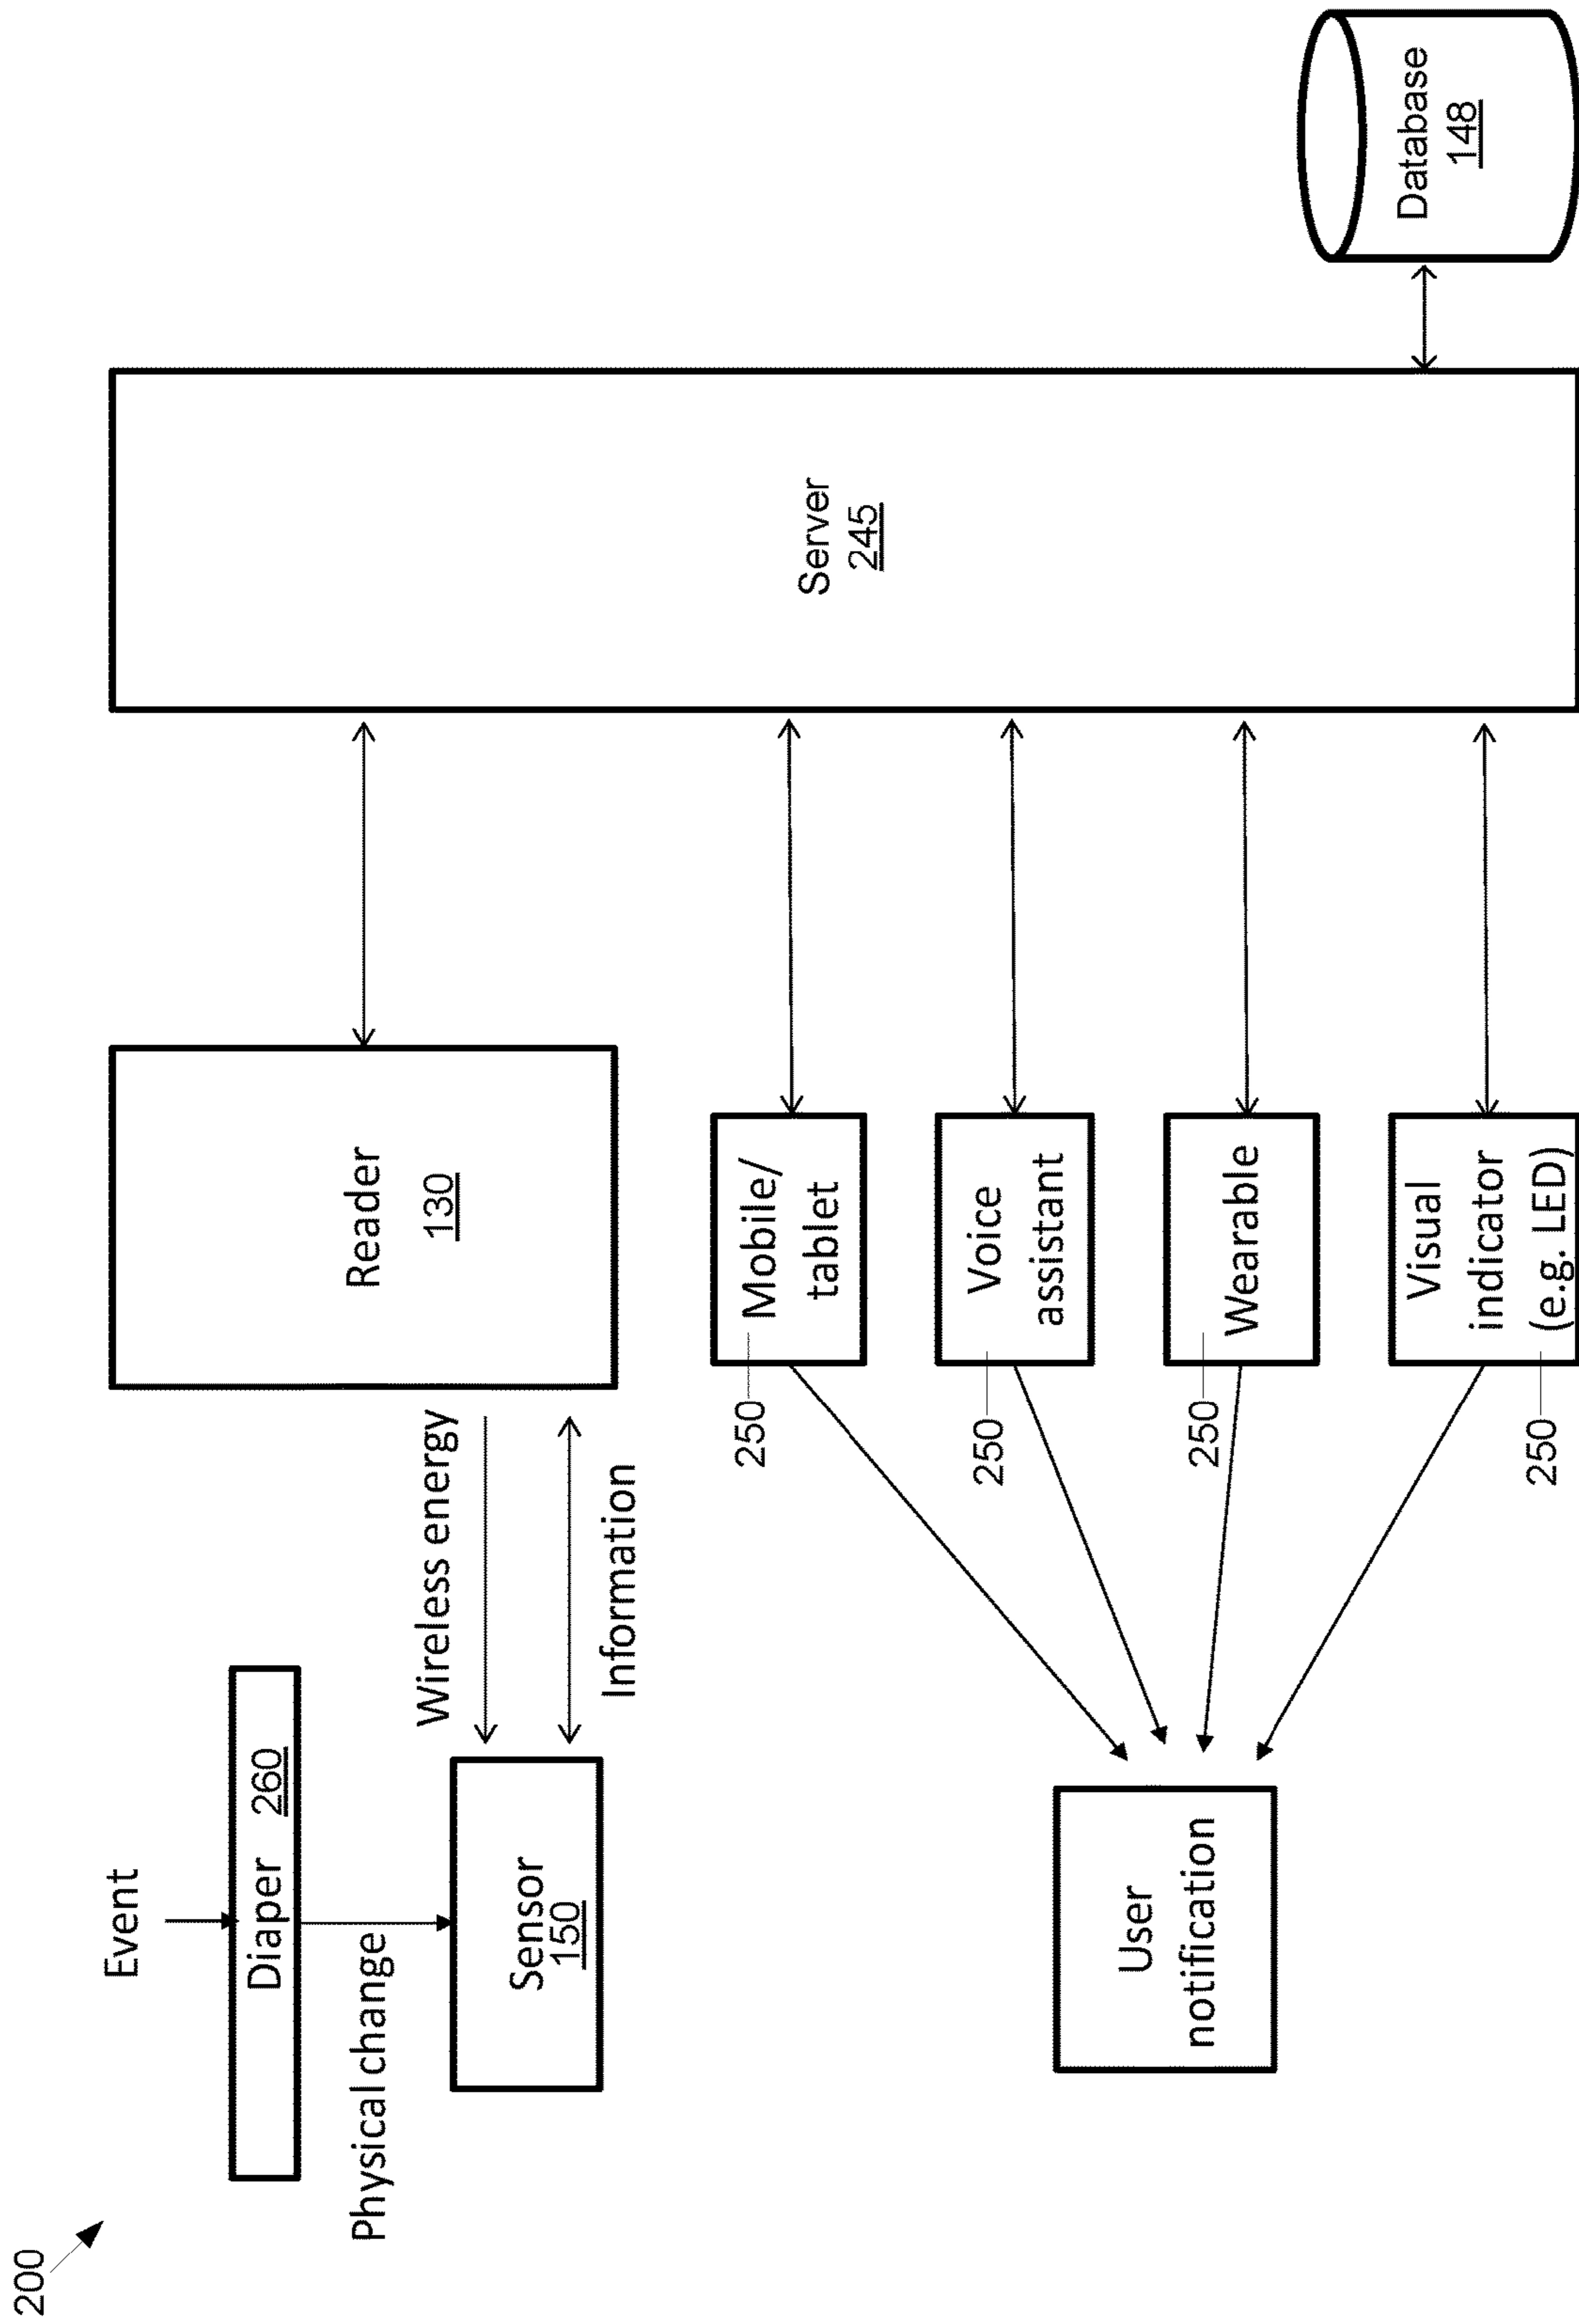 200
Event
Diaper 260
Physical change
Sensor
150
Wireless energy
Information
Reader
130
Server
245
Database
148
Mobile/
tablet
250
Voice
assistant
250
Wearable
250
Visual
indicator
(e.g. LED)
250
User
notification